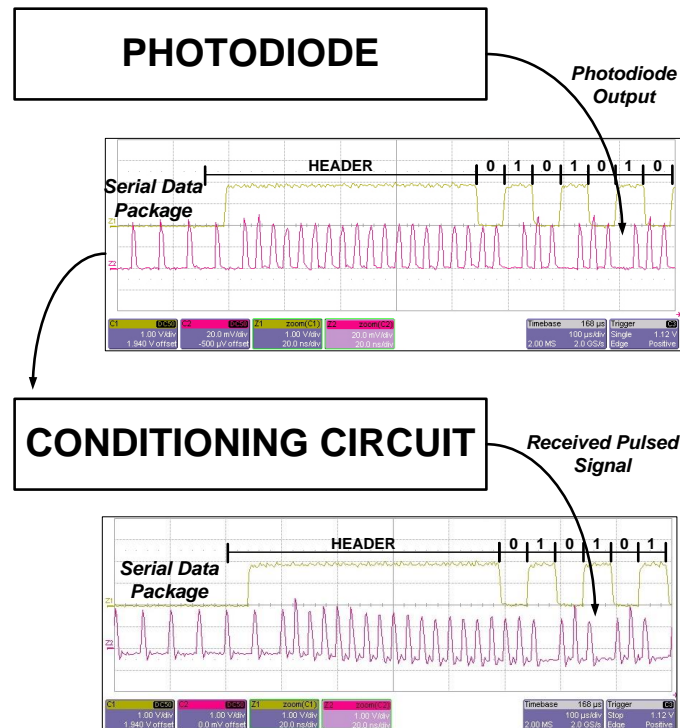 PHOTODIODE
Photodiode
Output
HEADER
0 1 0 1 0 1 0
Serial Data
Package
Z1
Z2
C1 DC50 C2 DC50 Z1 zoom(C1) Z2 zoom(C2) Timebase 168 µs Trigger C3
1.00 V/div 20.0 mV/div 1.00 V/div 20.0 mV/div 100 µs/div Single 1.12 V
1.940 V offset -500 µV offset 20.0 ns/div 20.0 ns/div 2.00 MS 2.0 GS/s Edge Positive
CONDITIONING CIRCUIT
Received Pulsed
Signal
HEADER
0 1 0 1 0 1
Serial Data
Package
Z1
Z2
C1 DC50 C2 DC50 Z1 zoom(C1) Z2 zoom(C2) Timebase 168 µs Trigger C3
1.00 V/div 1.00 V/div 1.00 V/div 1.00 V/div 100 µs/div Stop 1.12 V
1.940 V offset 0.0 mV offset 20.0 ns/div 20.0 ns/div 2.00 MS 2.0 GS/s Edge Positive